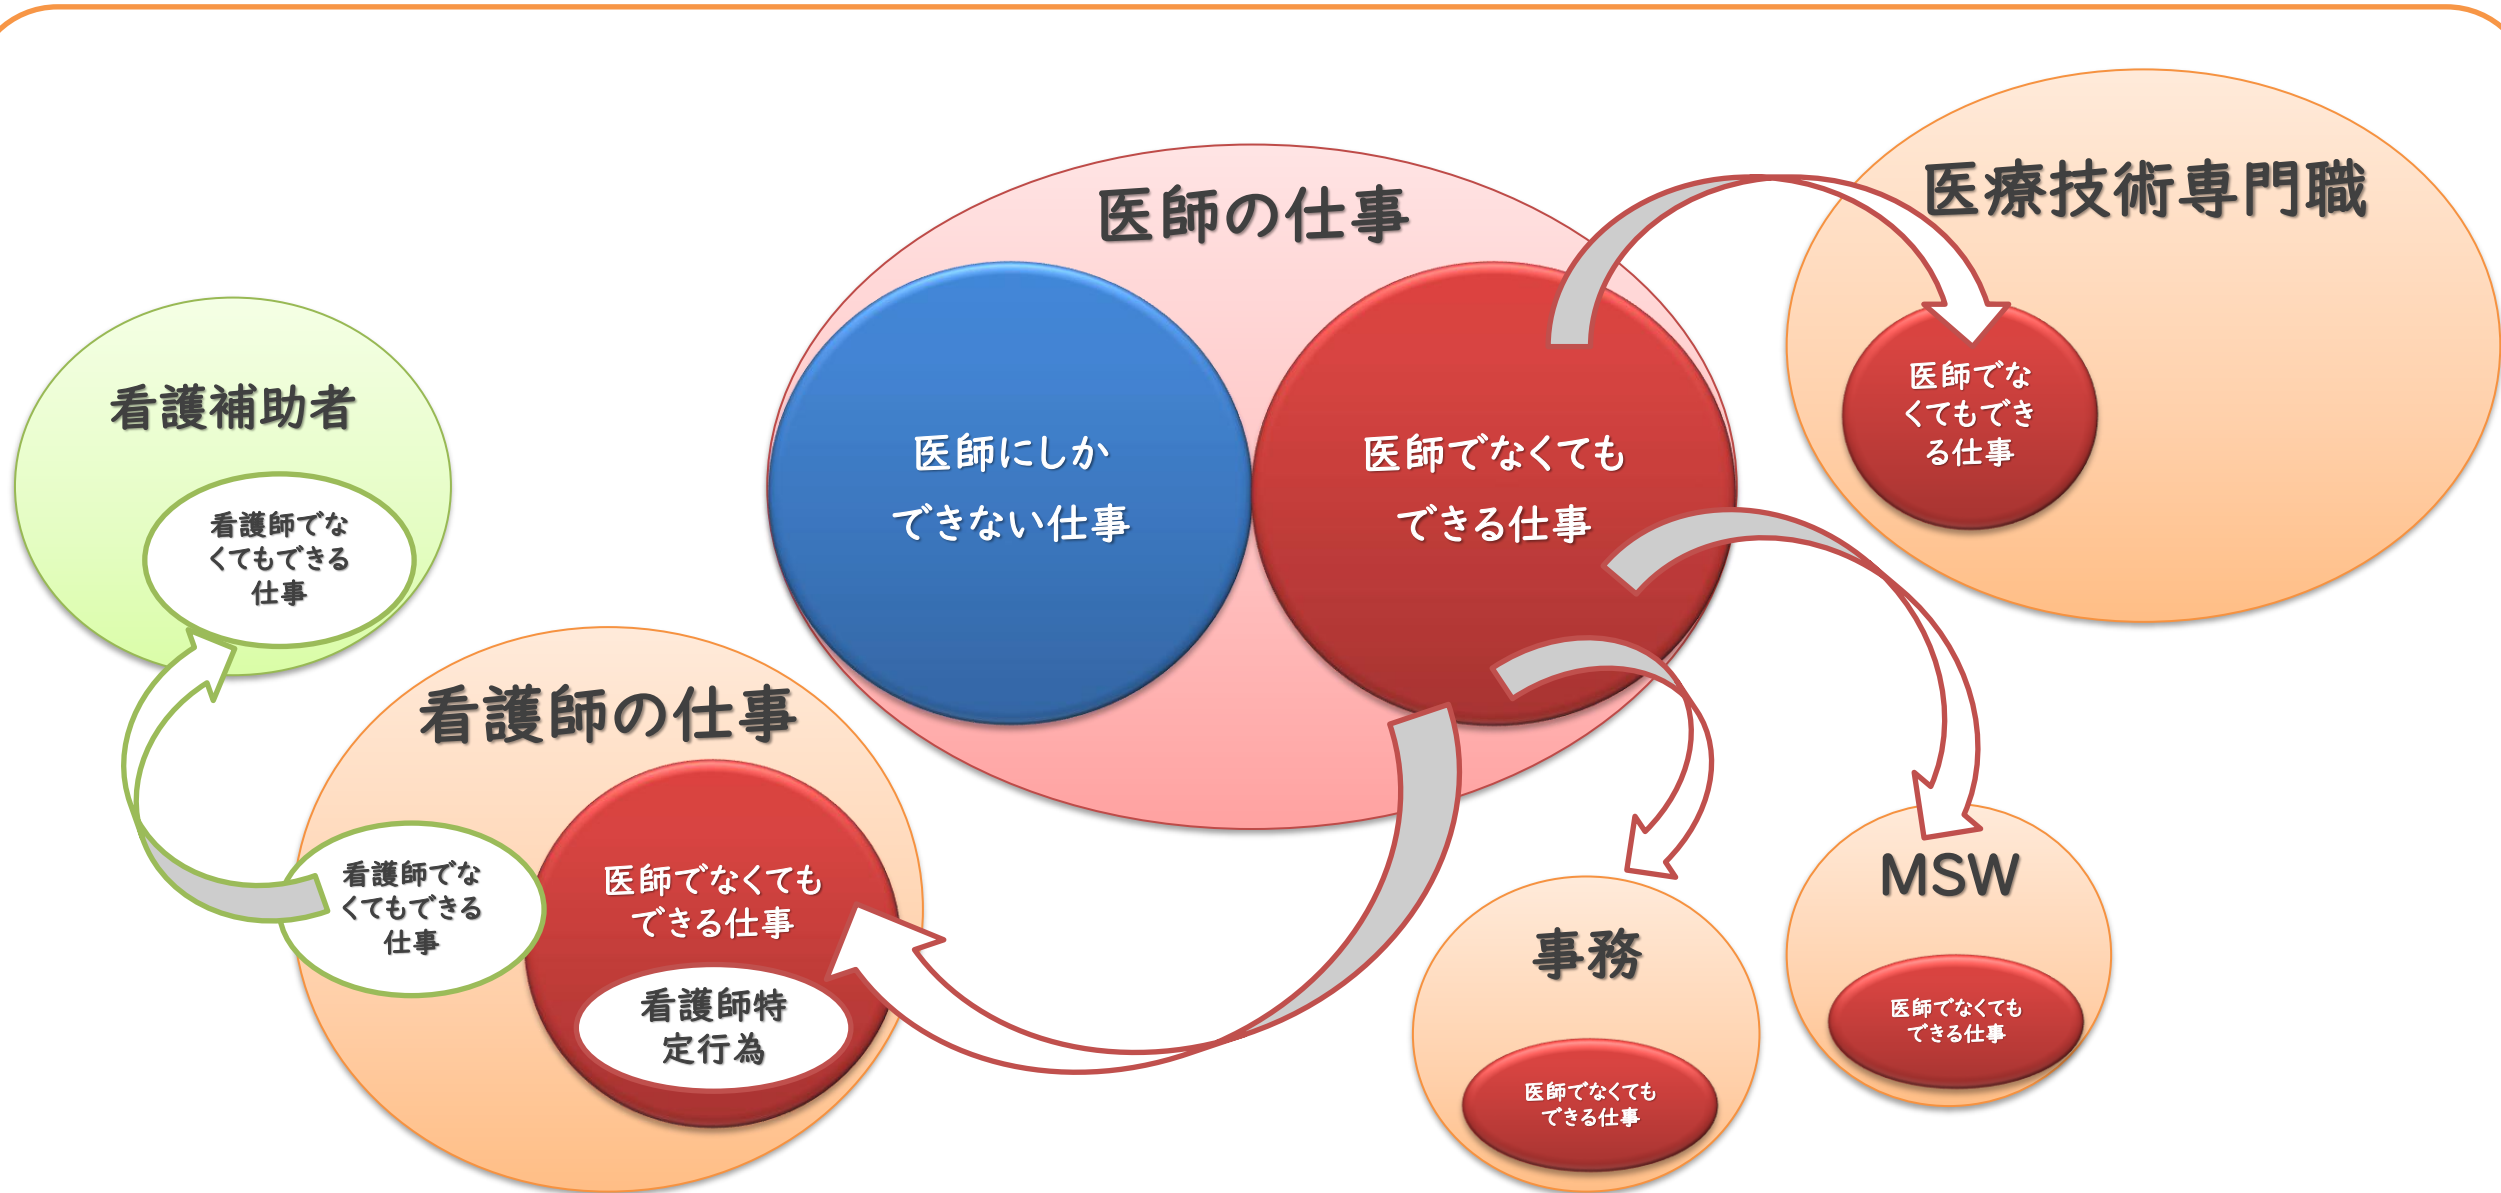 医師の仕事
医師にしか
できない仕事
医師でなくても
できる仕事
医療技術専門職
医師でな
くてもでき
る仕事
看護補助者
看護師でな
くてもできる
仕事
看護師の仕事
看護師でな
くてもできる
仕事
医師でなくても
できる仕事
看護師特
定行為
事務
医師でなくても
できる仕事
MSW
医師でなくても
できる仕事